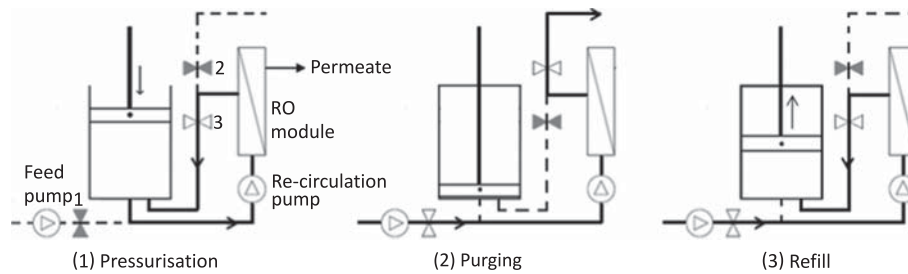 2
Permeate
3
RO
module
Feed
pump
1
Re-circulation
pump
(1) Pressurisation
(2) Purging
(3) Refill